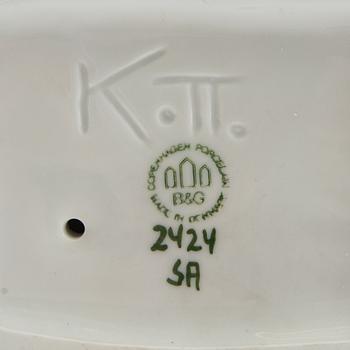 K.π.
COPENHAGEN PORCELAIN
B&G
MADE IN DENMARK
2424
SA